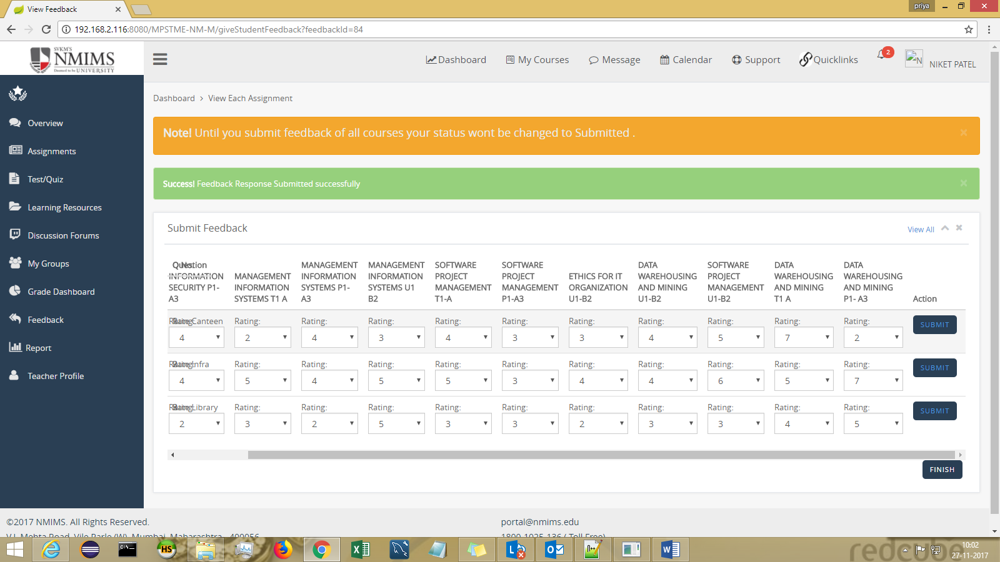 View Feedback
priya
192.168.2.116:8080/MPSTME-NM-M/giveStudentFeedback?feedbackId=84
SVKM'S
NMIMS
Deemed to be UNIVERSITY
Dashboard
My Courses
Message
Calendar
Support
Quicklinks
2
N
NIKET PATEL
Overview
Assignments
Test/Quiz
Learning Resources
Discussion Forums
My Groups
Grade Dashboard
Feedback
Report
Teacher Profile
Dashboard > View Each Assignment
Note! Until you submit feedback of all courses your status wont be changed to Submitted .
Success! Feedback Response Submitted successfully
Submit Feedback
View All
Question
INFORMATION SECURITY P1- A3
MANAGEMENT INFORMATION SYSTEMS T1 A
MANAGEMENT INFORMATION SYSTEMS P1- A3
MANAGEMENT INFORMATION SYSTEMS U1 B2
SOFTWARE PROJECT MANAGEMENT T1-A
SOFTWARE PROJECT MANAGEMENT P1-A3
ETHICS FOR IT ORGANIZATION U1-B2
DATA WAREHOUSING AND MINING U1-B2
SOFTWARE PROJECT MANAGEMENT U1-B2
DATA WAREHOUSING AND MINING T1 A
DATA WAREHOUSING AND MINING P1- A3
Action
Canteen Rating: Rating: Rating: Rating: Rating: Rating: Rating: Rating: Rating: Rating:
4 2 4 3 4 3 3 4 5 7 2 SUBMIT
Infra Rating: Rating: Rating: Rating: Rating: Rating: Rating: Rating: Rating: Rating:
4 5 4 5 5 3 4 4 6 5 7 SUBMIT
Library Rating: Rating: Rating: Rating: Rating: Rating: Rating: Rating: Rating: Rating:
2 3 2 5 3 3 2 3 3 4 5 SUBMIT
FINISH
©2017 NMIMS. All Rights Reserved.
portal@nmims.edu
V.L. Mehta Road, Vile Parle (W), Mumbai, Maharashtra - 400056
1800-1025-136 ( Toll Free)
C:\_
HS
redcube
10:02
27-11-2017